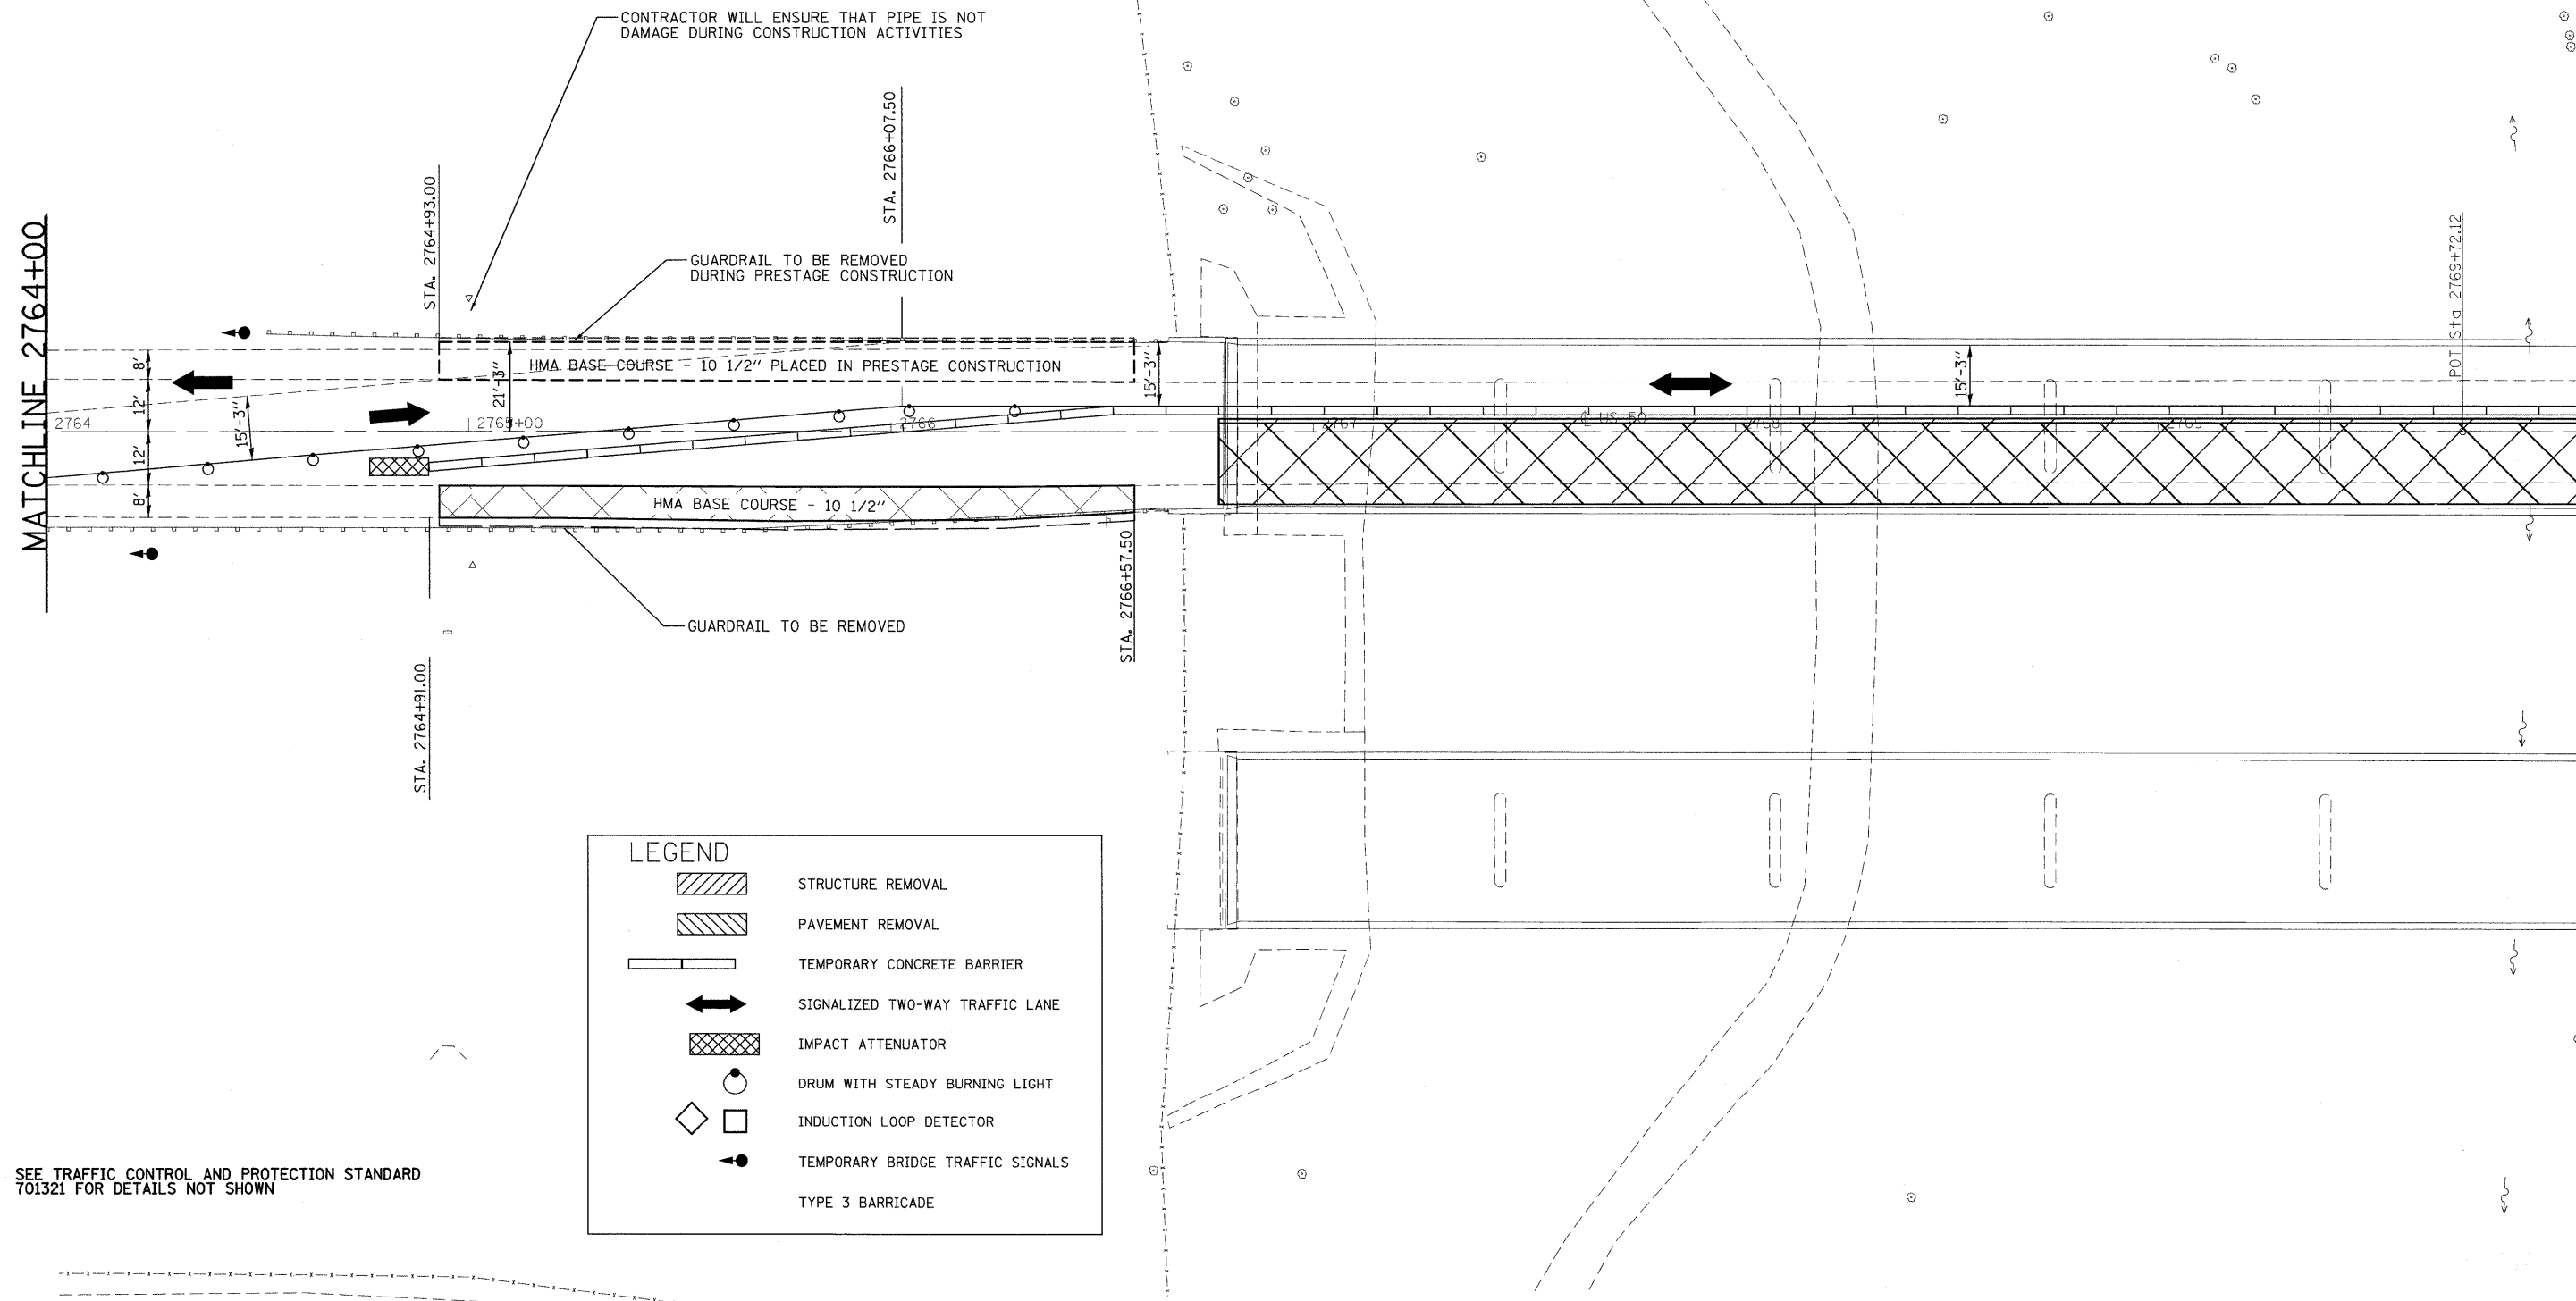 CONTRACTOR WILL ENSURE THAT PIPE IS NOT
DAMAGE DURING CONSTRUCTION ACTIVITIES
STA. 2766+07.50
STA. 2764+93.00
MATCHLINE 2764+00
GUARDRAIL TO BE REMOVED
DURING PRESTAGE CONSTRUCTION
POT Sta 2769+72.12
HMA BASE COURSE - 10 1/2" PLACED IN PRESTAGE CONSTRUCTION
8'
12'
12'
8'
15'-3"
21'-3"
15'-3"
15'-3"
2764
2765+00
2766
2767
℄ US 50
2768
2769
HMA BASE COURSE - 10 1/2"
GUARDRAIL TO BE REMOVED
STA. 2766+57.50
STA. 2764+91.00
LEGEND
STRUCTURE REMOVAL
PAVEMENT REMOVAL
TEMPORARY CONCRETE BARRIER
SIGNALIZED TWO-WAY TRAFFIC LANE
IMPACT ATTENUATOR
DRUM WITH STEADY BURNING LIGHT
INDUCTION LOOP DETECTOR
TEMPORARY BRIDGE TRAFFIC SIGNALS
TYPE 3 BARRICADE
SEE TRAFFIC CONTROL AND PROTECTION STANDARD
701321 FOR DETAILS NOT SHOWN